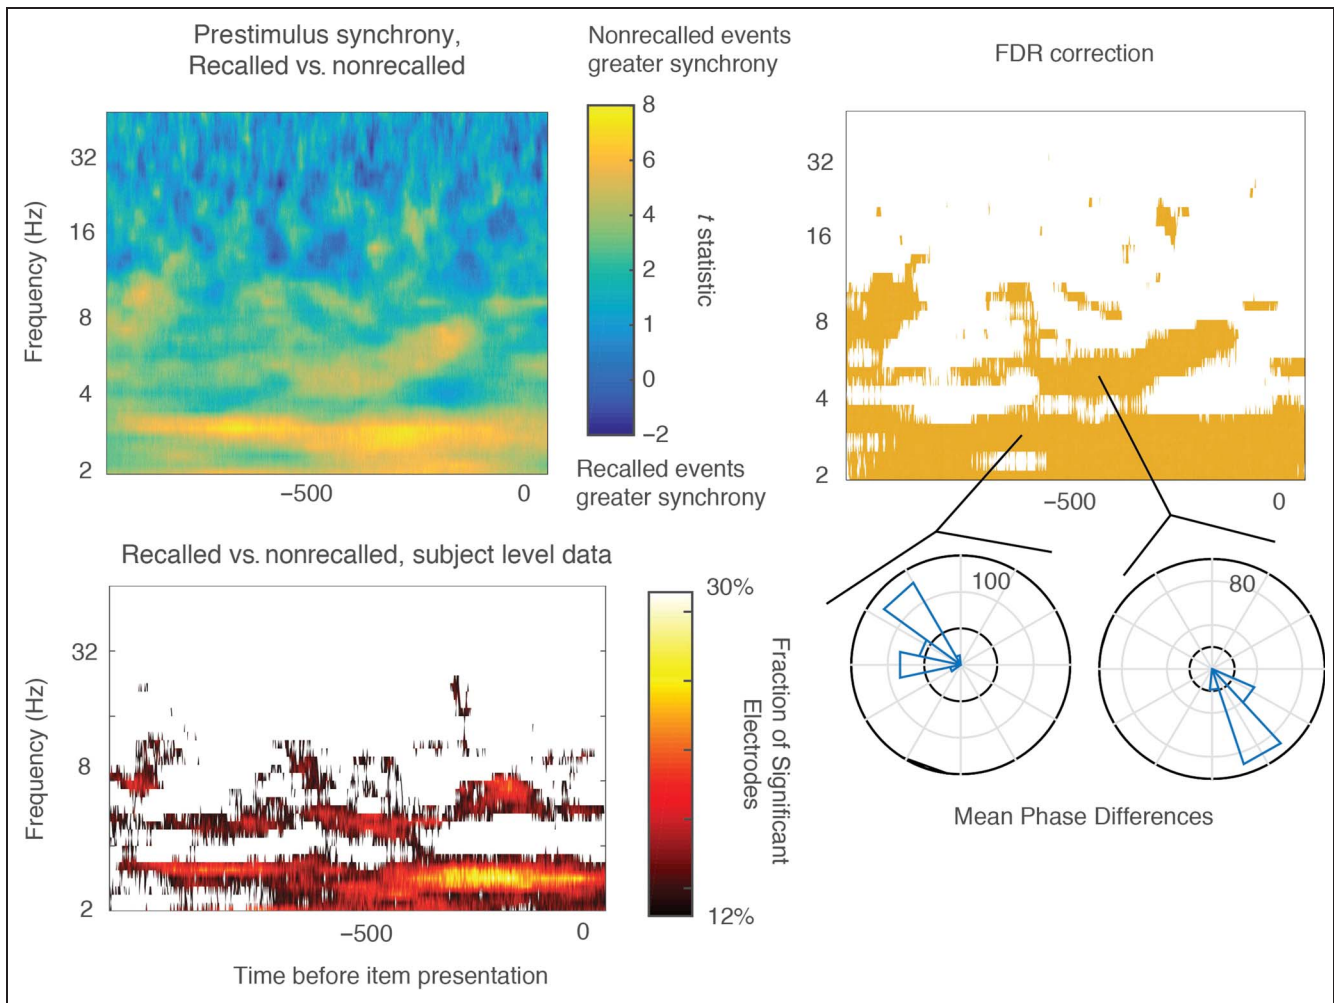 Prestimulus synchrony,
Recalled vs. nonrecalled
Frequency (Hz)
32
16
8
4
2
−500
0
Nonrecalled events
greater synchrony
8
6
4
2
1
0
−2
t statistic
Recalled events
greater synchrony
FDR correction
32
16
8
4
2
−500
0
100
80
Mean Phase Differences
Recalled vs. nonrecalled, subject level data
Frequency (Hz)
32
8
2
−500
0
Time before item presentation
30%
12%
Fraction of Significant
Electrodes